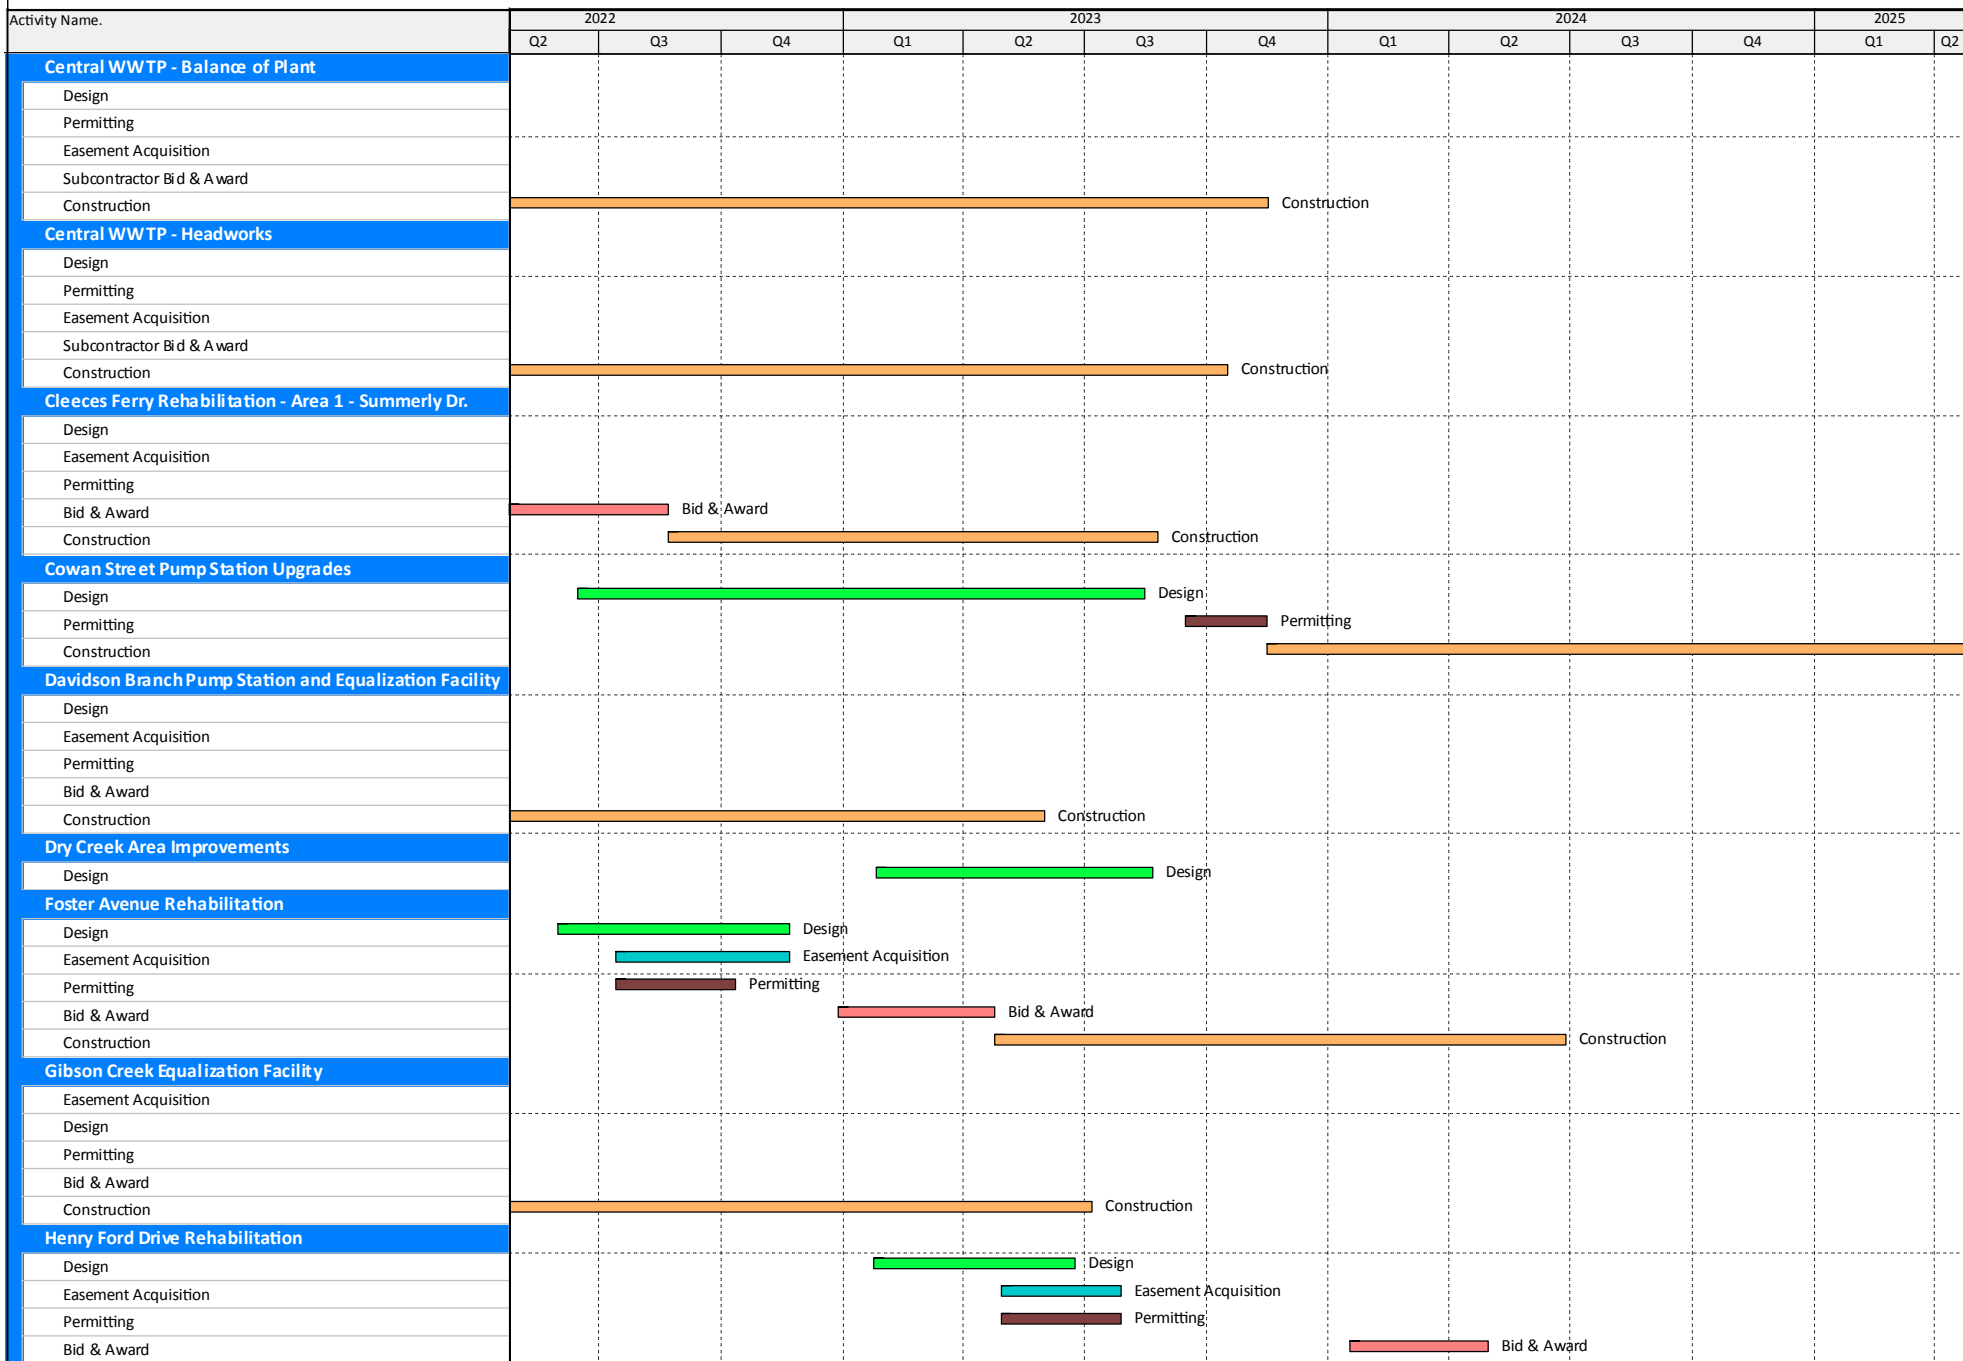 Activity Name.
2022 2023 2024 2025
Q2 Q3 Q4 Q1 Q2 Q3 Q4 Q1 Q2 Q3 Q4 Q1 Q2
Central WWTP - Balance of Plant
Design
Permitting
Easement Acquisition
Subcontractor Bid & Award
Construction Construction
Central WWTP - Headworks
Design
Permitting
Easement Acquisition
Subcontractor Bid & Award
Construction Construction
Cleeces Ferry Rehabilitation - Area 1 - Summerly Dr.
Design
Easement Acquisition
Permitting
Bid & Award Bid & Award
Construction Construction
Cowan Street Pump Station Upgrades
Design Design
Permitting Permitting
Construction
Davidson Branch Pump Station and Equalization Facility
Design
Easement Acquisition
Permitting
Bid & Award
Construction Construction
Dry Creek Area Improvements
Design Design
Foster Avenue Rehabilitation
Design Design
Easement Acquisition Easement Acquisition
Permitting Permitting
Bid & Award Bid & Award
Construction Construction
Gibson Creek Equalization Facility
Easement Acquisition
Design
Permitting
Bid & Award
Construction Construction
Henry Ford Drive Rehabilitation
Design Design
Easement Acquisition Easement Acquisition
Permitting Permitting
Bid & Award Bid & Award